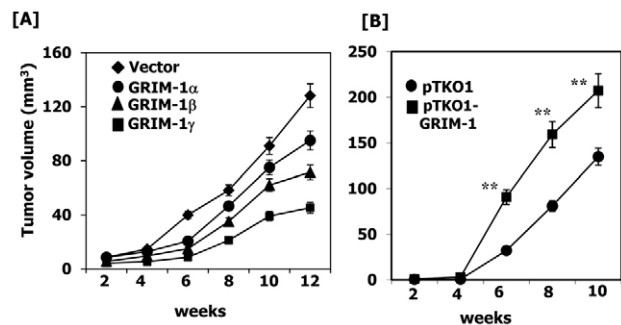 [A]
Tumor volume (mm³)
160
120
80
40
0
Vector
GRIM-1α
GRIM-1β
GRIM-1γ
2 4 6 8 10 12
weeks
[B]
250
200
150
100
50
0
pTKO1
pTKO1-
GRIM-1
**
**
**
2 4 6 8 10
weeks